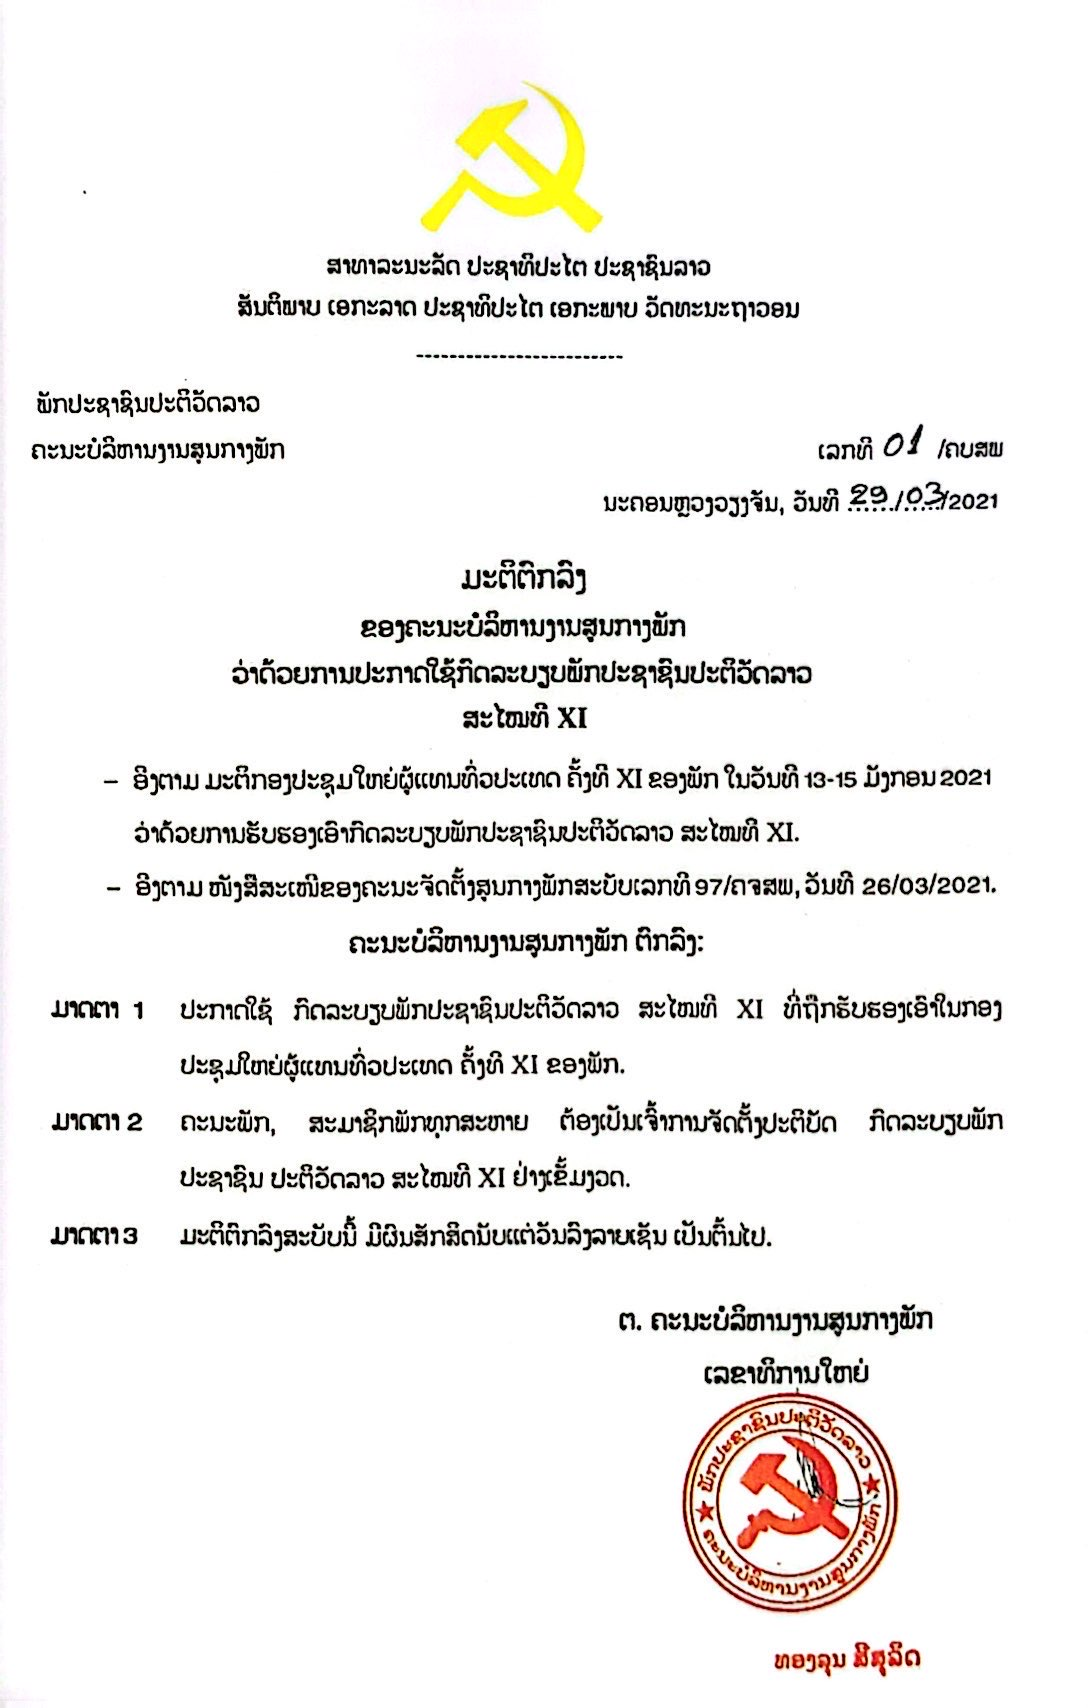 ສາທາລະນະລັດ ປະຊາທິປະໄຕ ປະຊາຊົນລາວ
ສັນຕິພາບ ເອກະລາດ ປະຊາທິປະໄຕ ເອກະພາບ ວັດທະນະຖາວອນ
-------------------------
ພັກປະຊາຊົນປະຕິວັດລາວ
ຄະນະບໍລິຫານງານສູນກາງພັກ
ເລກທີ 01 /ຄບສພ
ນະຄອນຫຼວງວຽງຈັນ, ວັນທີ 29/03/2021
ມະຕິຕົກລົງ
ຂອງຄະນະບໍລິຫານງານສູນກາງພັກ
ວ່າດ້ວຍການປະກາດໃຊ້ກົດລະບຽບພັກປະຊາຊົນປະຕິວັດລາວ
ສະໄໝທີ XI
– ອີງຕາມ ມະຕິກອງປະຊຸມໃຫຍ່ຜູ້ແທນທົ່ວປະເທດ ຄັ້ງທີ XI ຂອງພັກ ໃນວັນທີ 13-15 ມັງກອນ 2021
ວ່າດ້ວຍການຮັບຮອງເອົາກົດລະບຽບພັກປະຊາຊົນປະຕິວັດລາວ ສະໄໝທີ XI.
– ອີງຕາມ ໜັງສືສະເໜີຂອງຄະນະຈັດຕັ້ງສູນກາງພັກສະບັບເລກທີ 97/ຄຈສພ, ວັນທີ 26/03/2021.
ຄະນະບໍລິຫານງານສູນກາງພັກ ຕົກລົງ:
ມາດຕາ 1 ປະກາດໃຊ້ ກົດລະບຽບພັກປະຊາຊົນປະຕິວັດລາວ ສະໄໝທີ XI ທີ່ຖືກຮັບຮອງເອົາໃນກອງ
ປະຊຸມໃຫຍ່ຜູ້ແທນທົ່ວປະເທດ ຄັ້ງທີ XI ຂອງພັກ.
ມາດຕາ 2 ຄະນະພັກ, ສະມາຊິກພັກທຸກສະຫາຍ ຕ້ອງເປັນເຈົ້າການຈັດຕັ້ງປະຕິບັດ ກົດລະບຽບພັກ
ປະຊາຊົນ ປະຕິວັດລາວ ສະໄໝທີ XI ຢ່າງເຂັ້ມງວດ.
ມາດຕາ 3 ມະຕິຕົກລົງສະບັບນີ້ ມີຜົນສັກສິດນັບແຕ່ວັນລົງລາຍເຊັນ ເປັນຕົ້ນໄປ.
ຕ. ຄະນະບໍລິຫານງານສູນກາງພັກ
ເລຂາທິການໃຫຍ່
ພັກປະຊາຊົນປະຕິວັດລາວ
ຄະນະບໍລິຫານງານສູນກາງພັກ
ທອງລຸນ ສີສຸລິດ